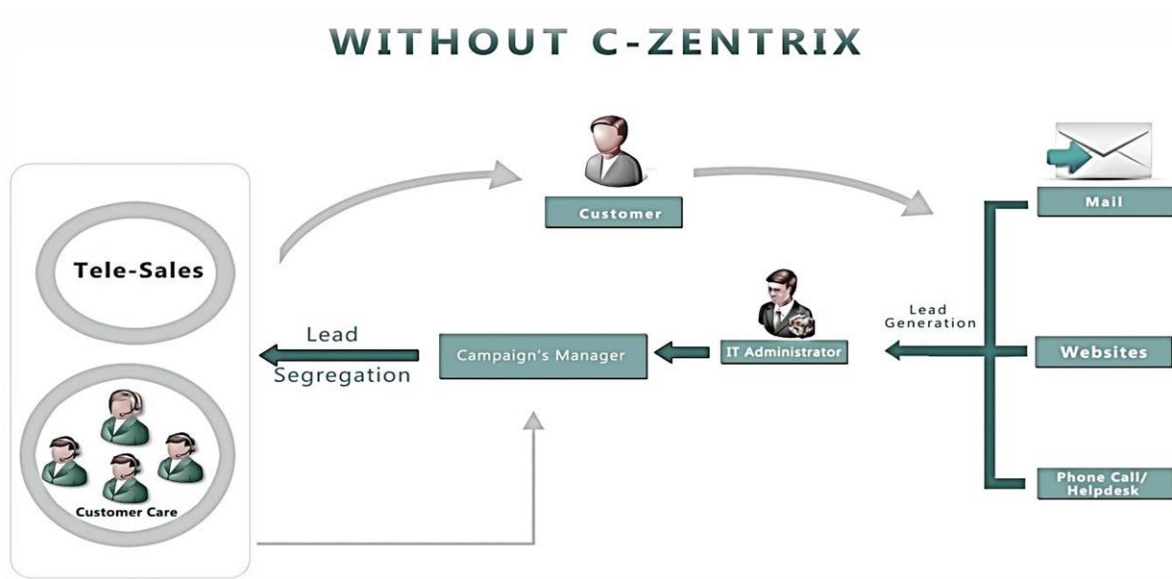 WITHOUT C-ZENTRIX
Customer
Mail
Tele-Sales
Lead
Generation
Lead
Segregation
Campaign's Manager
IT Administrator
Websites
Phone Call/
Helpdesk
Customer Care